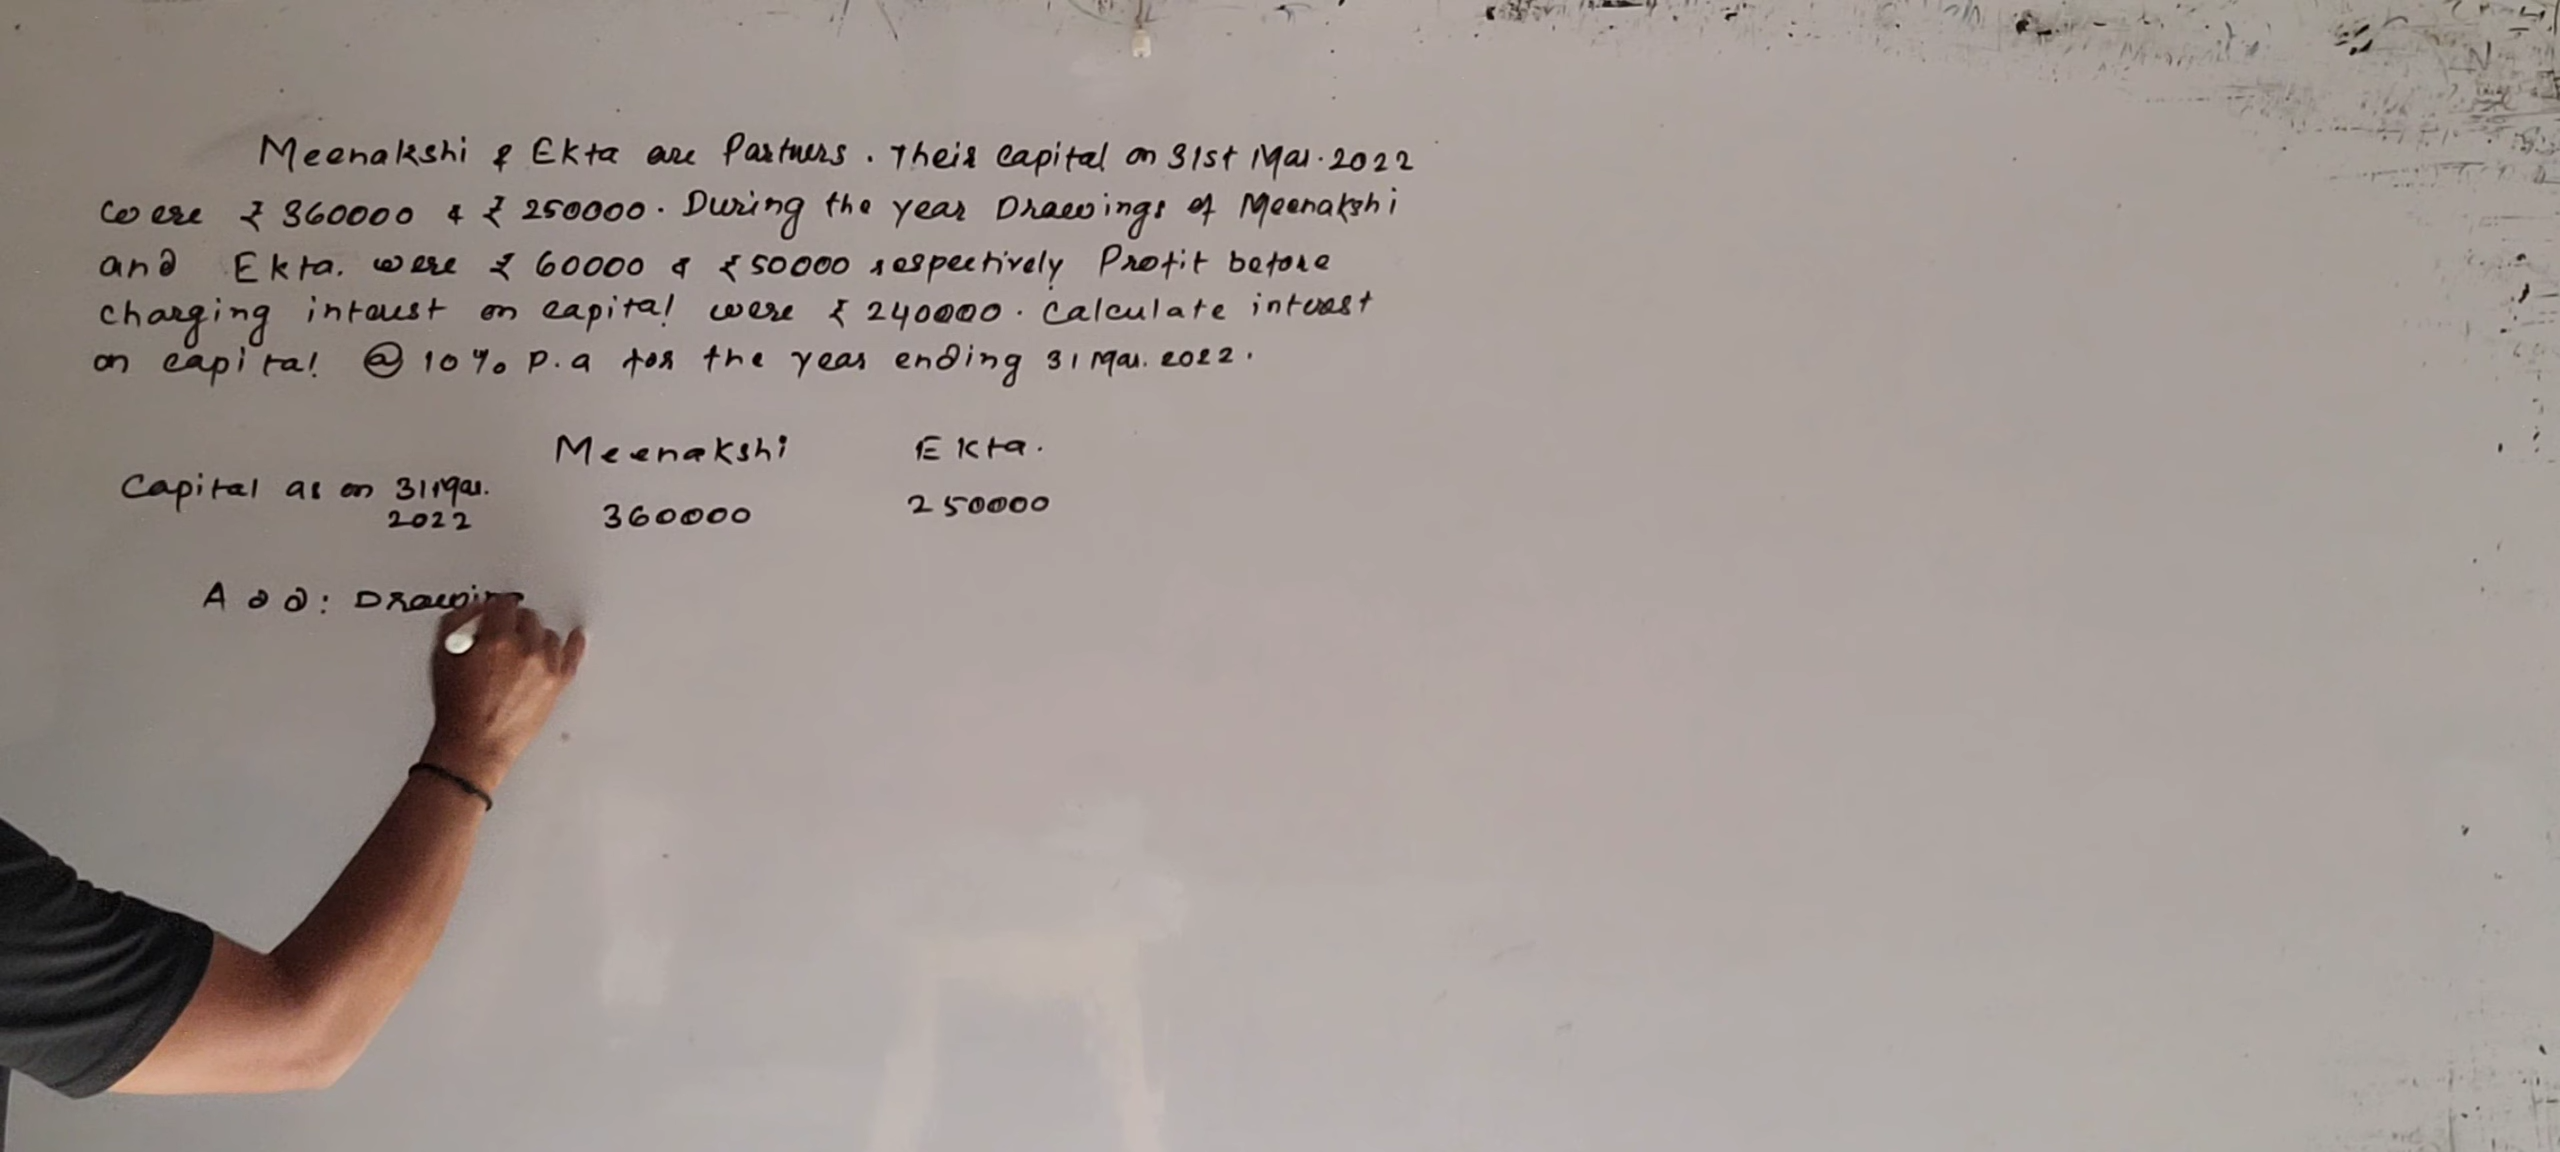 Meenakshi & Ekta are Partners. Their capital on 31st Mar. 2022
were ₹ 360000 & ₹ 250000. During the year Drawings of Meenakshi
and Ekta. were ₹ 60000 & ₹50000 respectively Profit before
charging interest on capital were ₹ 240000. Calculate interest
on capital @ 10% P.a for the year ending 31 Mar. 2022.
Meenakshi Ekta.
Capital as on 31 Mar. 2022 360000 250000
Add: Drawing